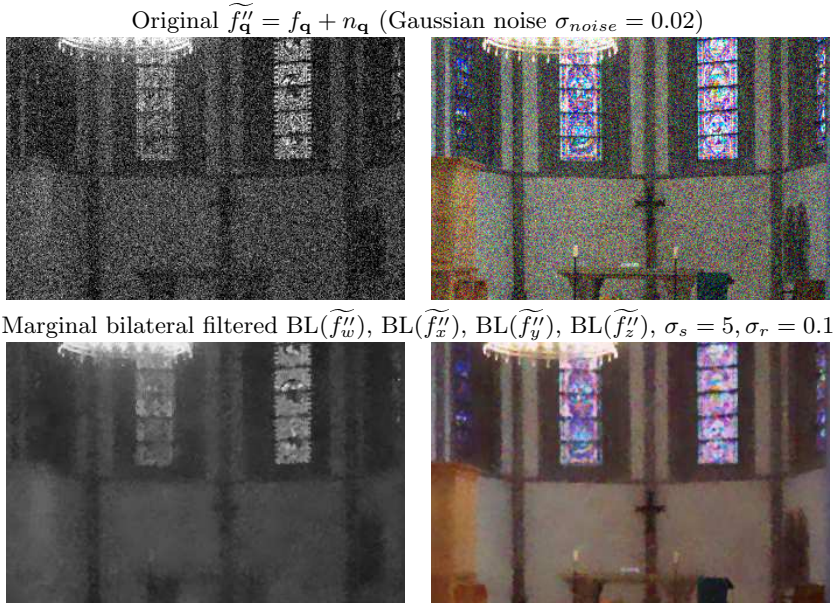 Original $\widetilde{f''_{\mathbf{q}}} = f_{\mathbf{q}} + n_{\mathbf{q}}$ (Gaussian noise $\sigma_{noise} = 0.02$)
Marginal bilateral filtered BL($\widetilde{f''_w}$), BL($\widetilde{f''_x}$), BL($\widetilde{f''_y}$), BL($\widetilde{f''_z}$), $\sigma_s = 5, \sigma_r = 0.1$